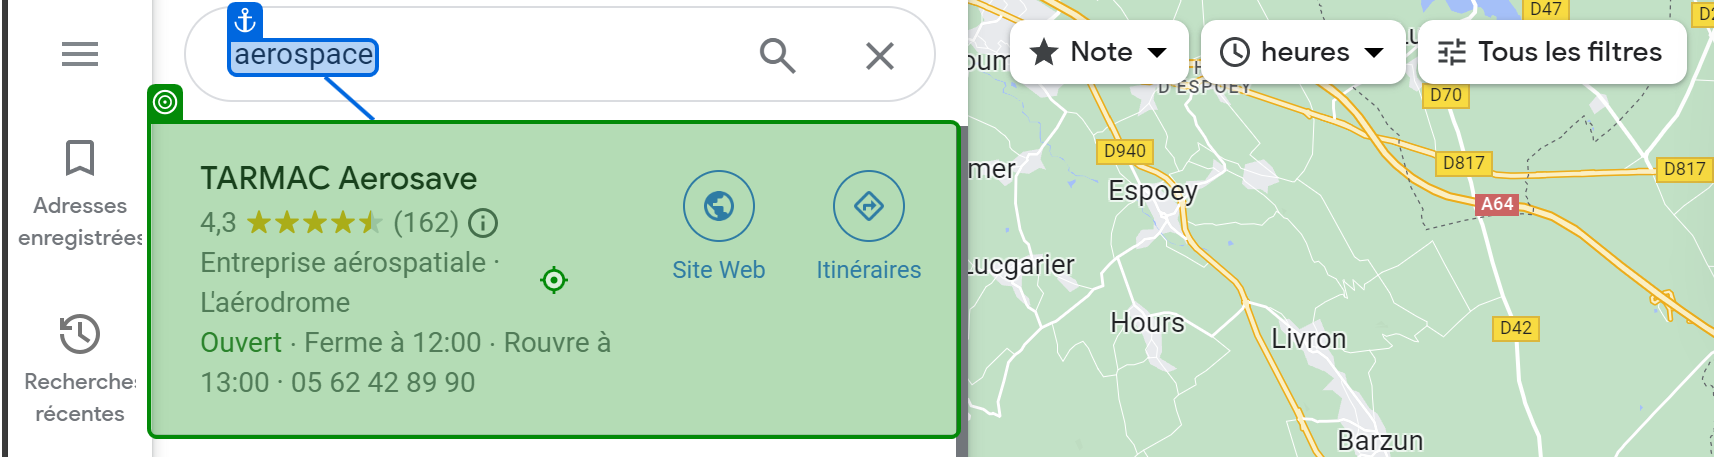 aerospace
Note
heures
Tous les filtres
Adresses
enregistrées
Recherches
récentes
TARMAC Aerosave
4,3 (162)
Entreprise aérospatiale ·
L'aérodrome
Ouvert · Ferme à 12:00 · Rouvre à
13:00 · 05 62 42 89 90
Site Web
Itinéraires
D47
D'ESPOEY
D70
D940
D817
D817
mer
Espoey
A64
Lucgarier
Hours
Livron
D42
Barzun